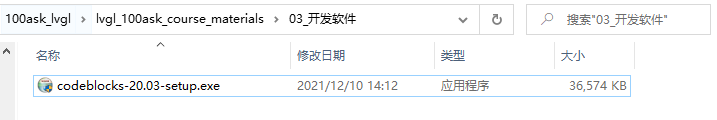 100ask_lvgl › lvgl_100ask_course_materials › 03_开发软件 搜索"03_开发软件"
名称 修改日期 类型 大小
codeblocks-20.03-setup.exe 2021/12/10 14:12 应用程序 36,574 KB